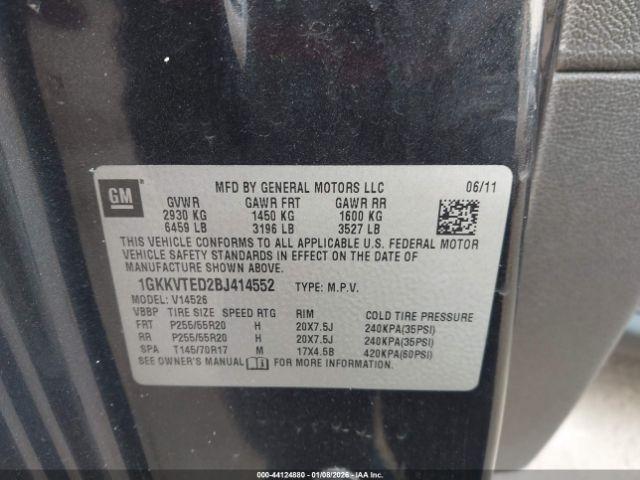 GM
MFD BY GENERAL MOTORS LLC 06/11
GVWR GAWR FRT GAWR RR
2930 KG 1450 KG 1600 KG
6459 LB 3196 LB 3527 LB
THIS VEHICLE CONFORMS TO ALL APPLICABLE U.S. FEDERAL MOTOR
VEHICLE SAFETY STANDARDS IN EFFECT ON THE DATE OF
MANUFACTURE SHOWN ABOVE.
1GKKVTED2BJ414552 TYPE: M.P.V.
MODEL: V14526
VBBP TIRE SIZE SPEED RTG RIM COLD TIRE PRESSURE
FRT P255/55R20 H 20X7.5J 240KPA(35PSI)
RR P255/55R20 H 20X7.5J 240KPA(35PSI)
SPA T145/70R17 M 17X4.5B 420KPA(60PSI)
SEE OWNER'S MANUAL FOR MORE INFORMATION.
000-44124880 - 01/08/2026 - IAAI, Inc.